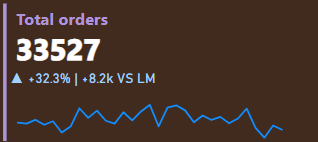 Total orders
33527
▲ +32.3% | +8.2k VS LM